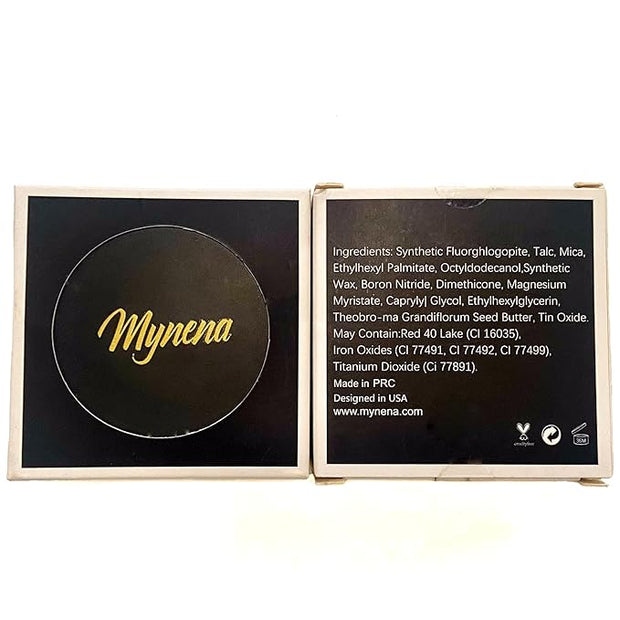 Mynena
Ingredients: Synthetic Fluorghlogopite, Talc, Mica,
Ethylhexyl Palmitate, Octyldodecanol,Synthetic
Wax, Boron Nitride, Dimethicone, Magnesium
Myristate, Capryly| Glycol, Ethylhexylglycerin,
Theobro-ma Grandiflorum Seed Butter, Tin Oxide.
May Contain:Red 40 Lake (CI 16035),
Iron Oxides (CI 77491, CI 77492, CI 77499),
Titanium Dioxide (Ci 77891).
Made in PRC
Designed in USA
www.mynena.com